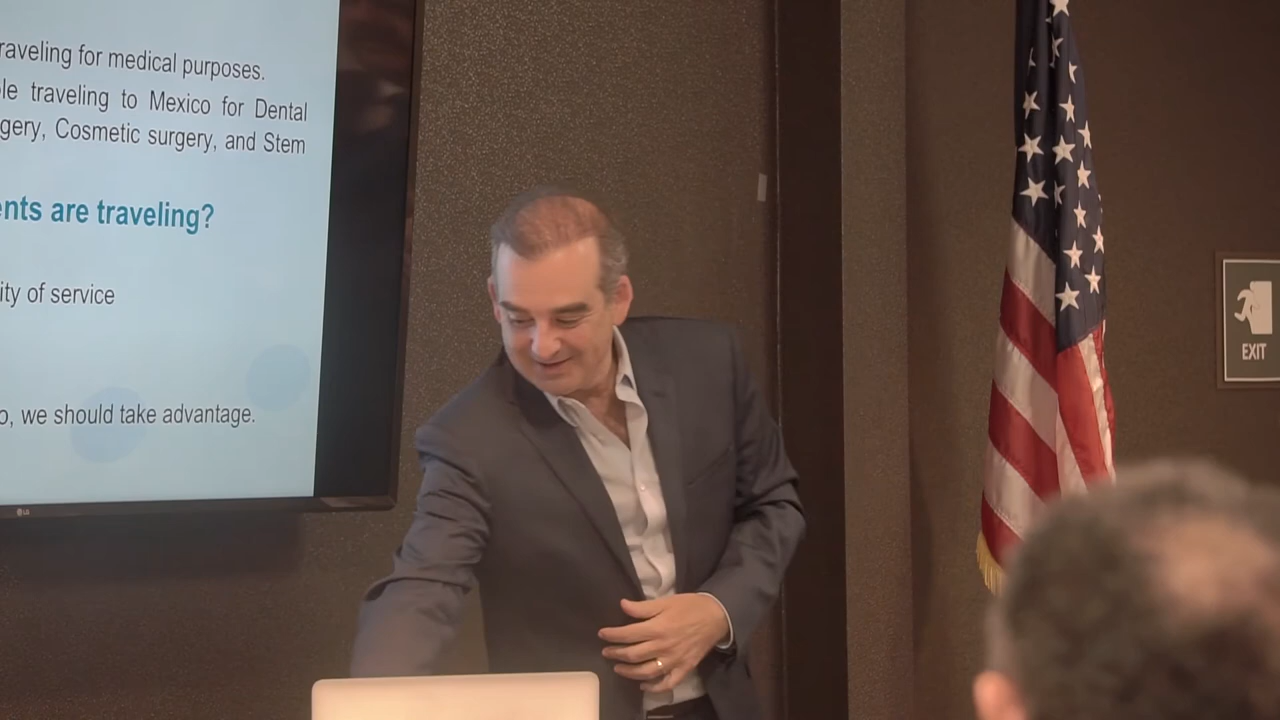 raveling for medical purposes.
le traveling to Mexico for Dental
gery, Cosmetic surgery, and Stem
ents are traveling?
ity of service
o, we should take advantage.
LG
EXIT